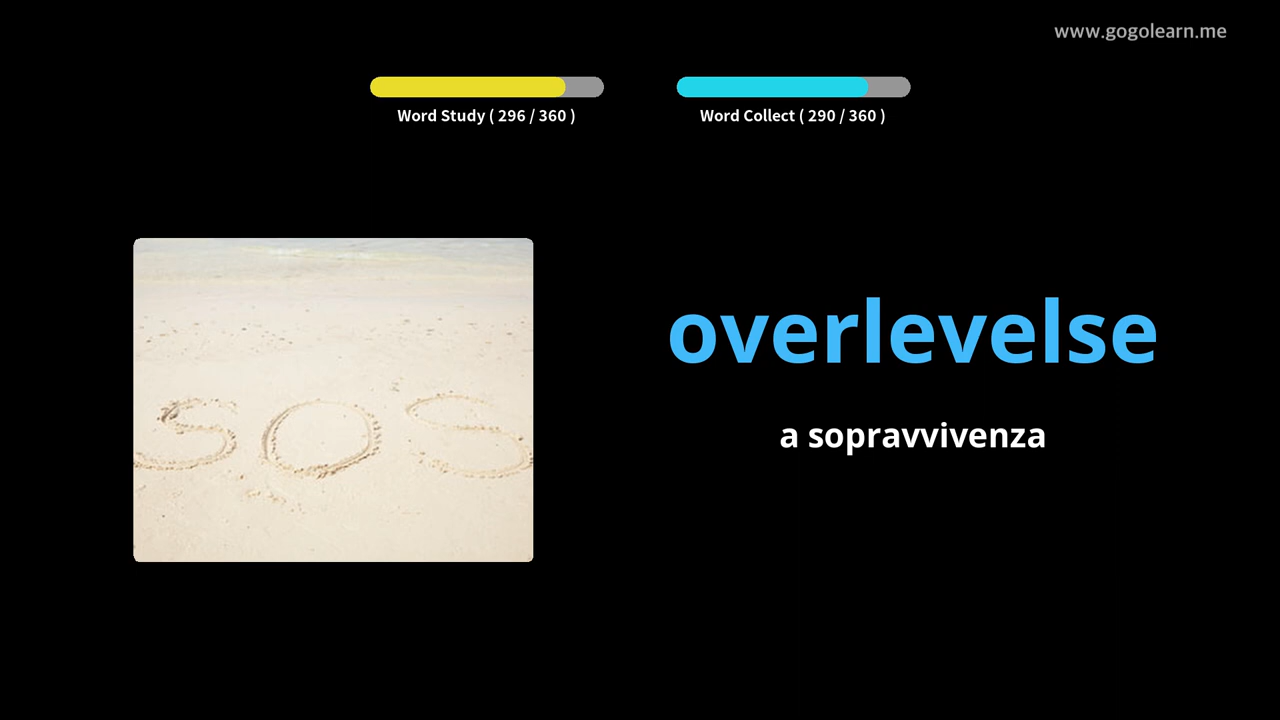 www.gogolearn.me
Word Study ( 296 / 360 )
Word Collect ( 290 / 360 )
SOS
overlevelse
a sopravvivenza